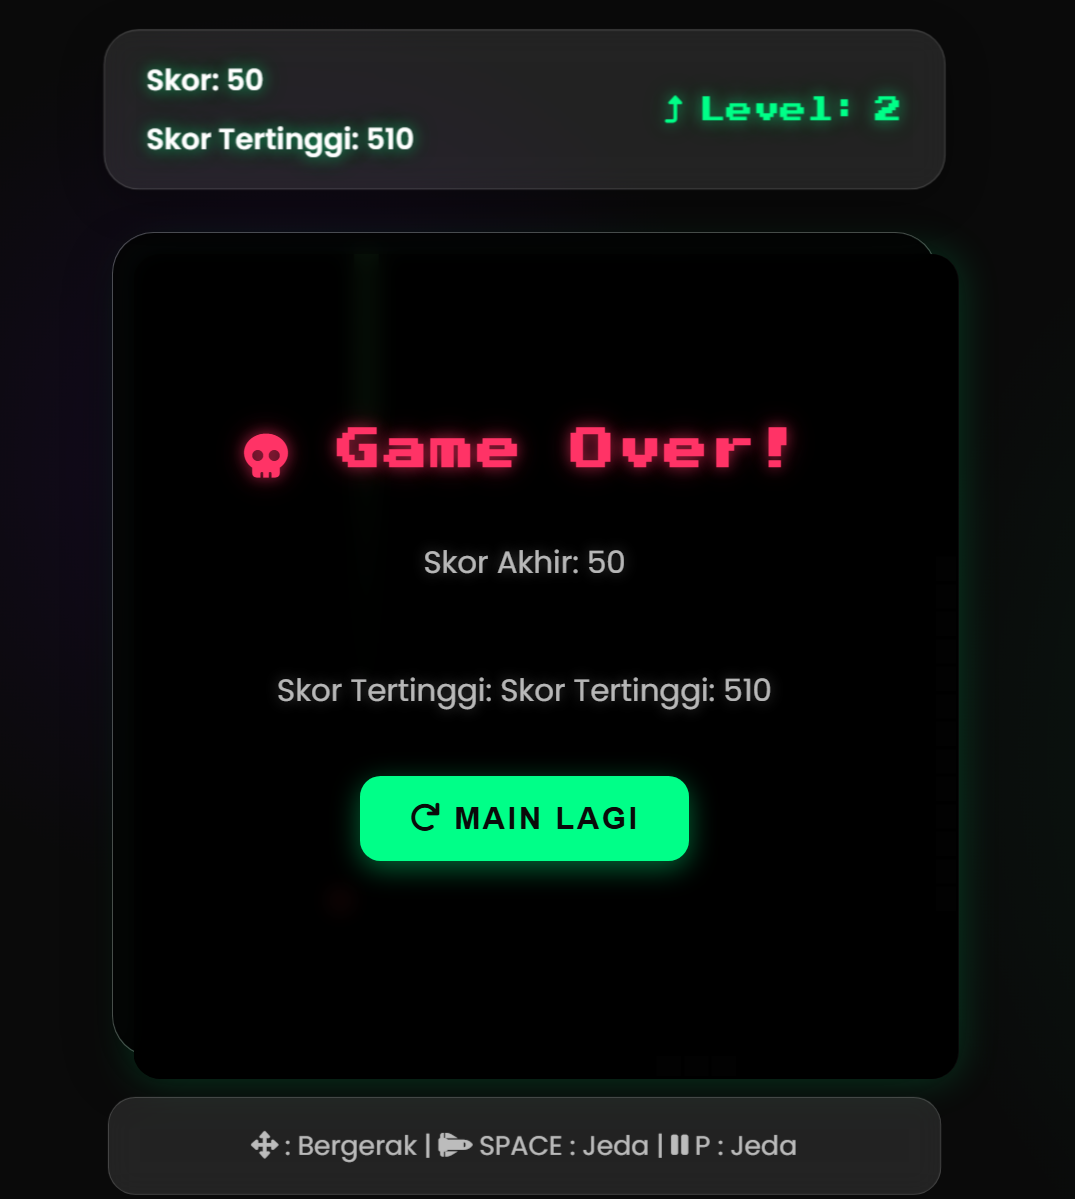 Skor: 50
Skor Tertinggi: 510
Level: 2
Game Over!
Skor Akhir: 50
Skor Tertinggi: Skor Tertinggi: 510
MAIN LAGI
: Bergerak | SPACE : Jeda | P : Jeda